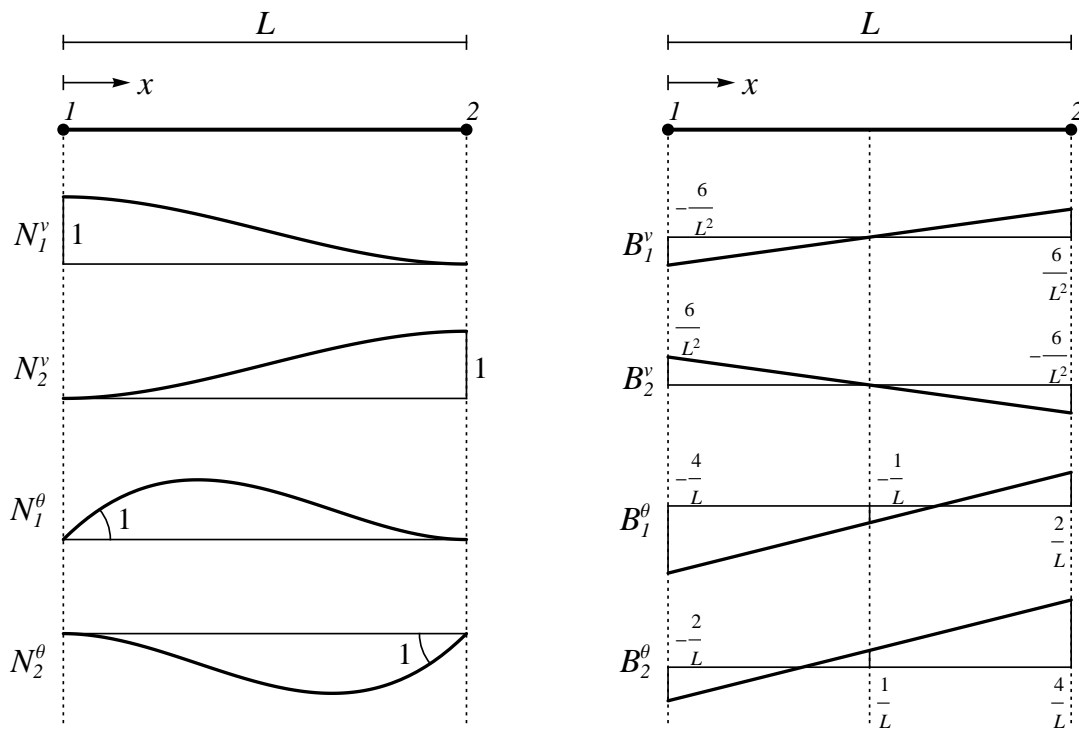 L
x
1 2
N_1^v 1
N_2^v 1
N_1^θ 1
N_2^θ 1
L
x
1 2
B_1^v -6/L^2 6/L^2
B_2^v 6/L^2 -6/L^2
B_1^θ -4/L -1/L 2/L
B_2^θ -2/L 1/L 4/L